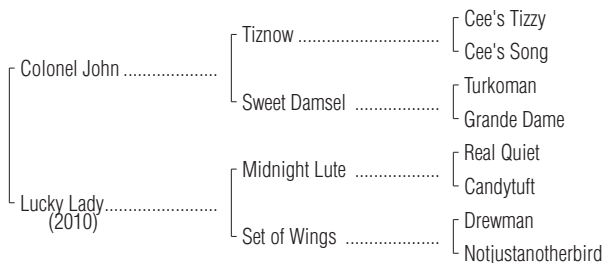 Cee's Tizzy
Tiznow ..............................
Cee's Song
Colonel John ....................
Turkoman
Sweet Damsel ..................
Grande Dame
Real Quiet
Midnight Lute ..................
Candytuft
Lucky Lady........................
(2010)
Drewman
Set of Wings ....................
Notjustanotherbird